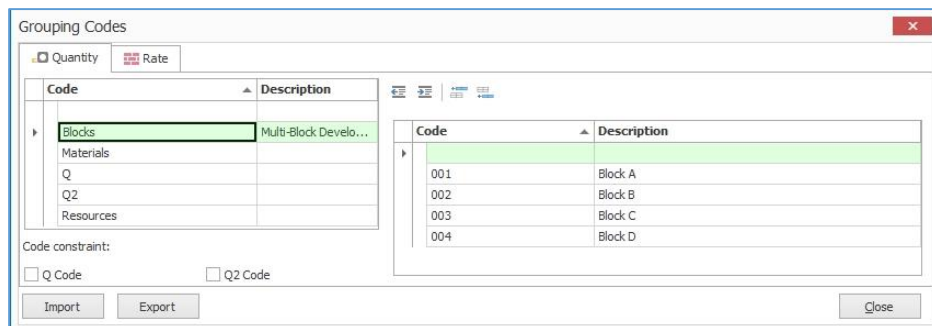 Grouping Codes
Quantity Rate
Code Description
Blocks Multi-Block Develo...
Materials
Q
Q2
Resources
Code constraint:
Q Code Q2 Code
Code Description
001 Block A
002 Block B
003 Block C
004 Block D
Import Export Close